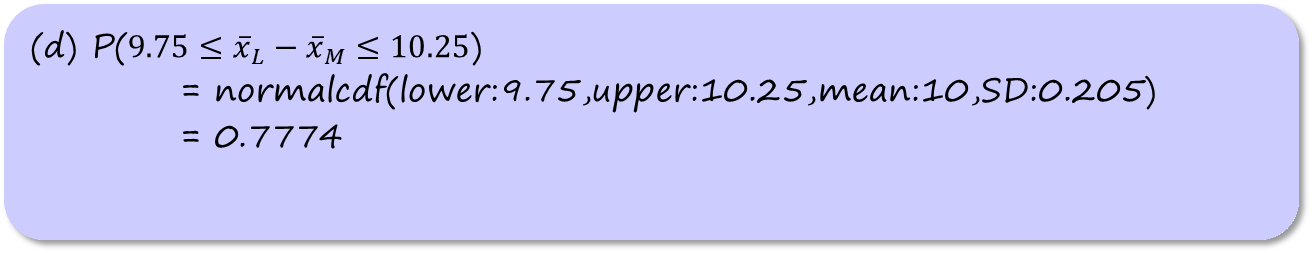 (d) P(9.75 ≤ x̄_L − x̄_M ≤ 10.25)
= normalcdf(lower:9.75,upper:10.25,mean:10,SD:0.205)
= 0.7774